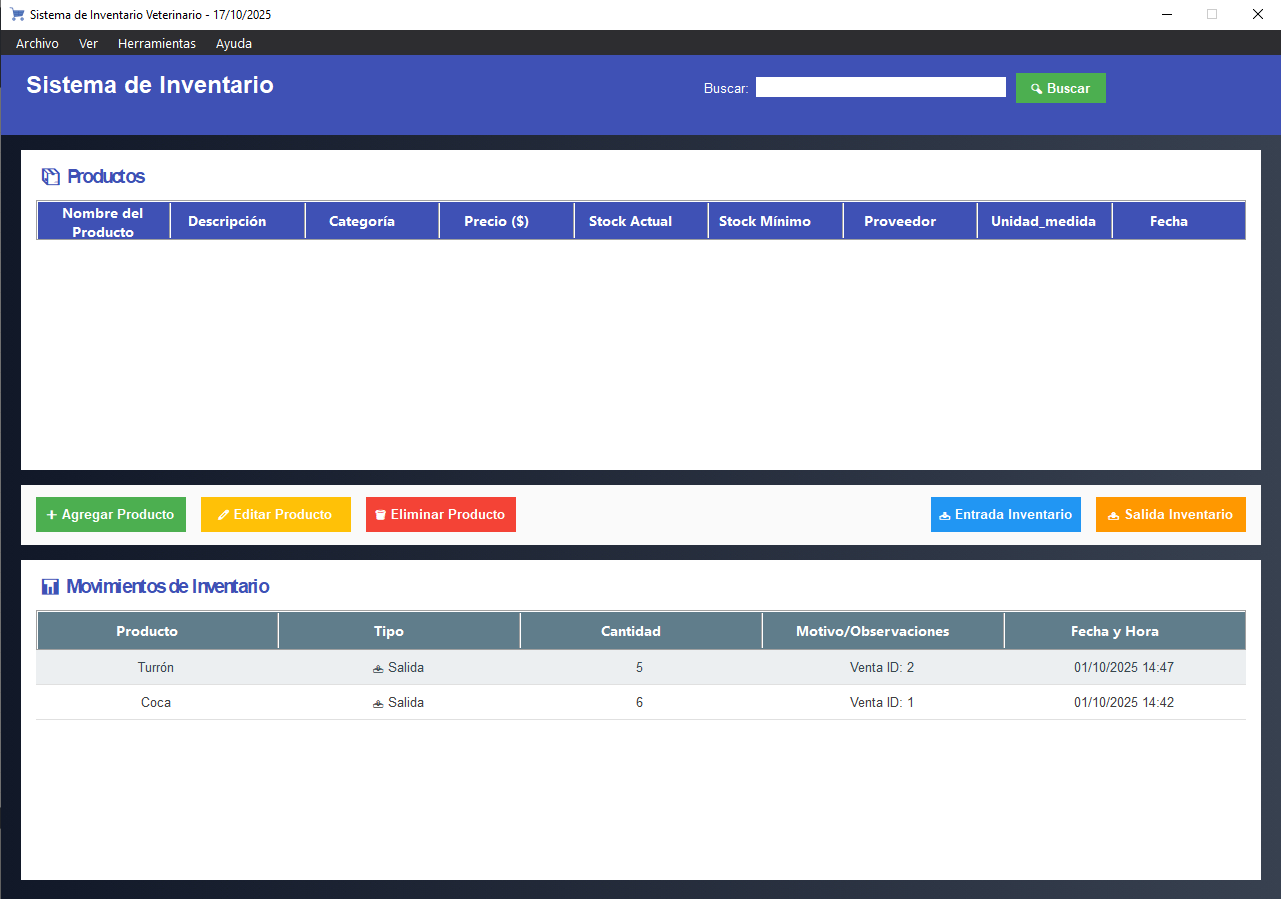 Sistema de Inventario Veterinario - 17/10/2025
Archivo Ver Herramientas Ayuda
Sistema de Inventario
Buscar: Buscar
Productos
Nombre del Producto Descripción Categoría Precio ($) Stock Actual Stock Mínimo Proveedor Unidad_medida Fecha
+ Agregar Producto Editar Producto Eliminar Producto Entrada Inventario Salida Inventario
Movimientos de Inventario
Producto Tipo Cantidad Motivo/Observaciones Fecha y Hora
Turrón Salida 5 Venta ID: 2 01/10/2025 14:47
Coca Salida 6 Venta ID: 1 01/10/2025 14:42